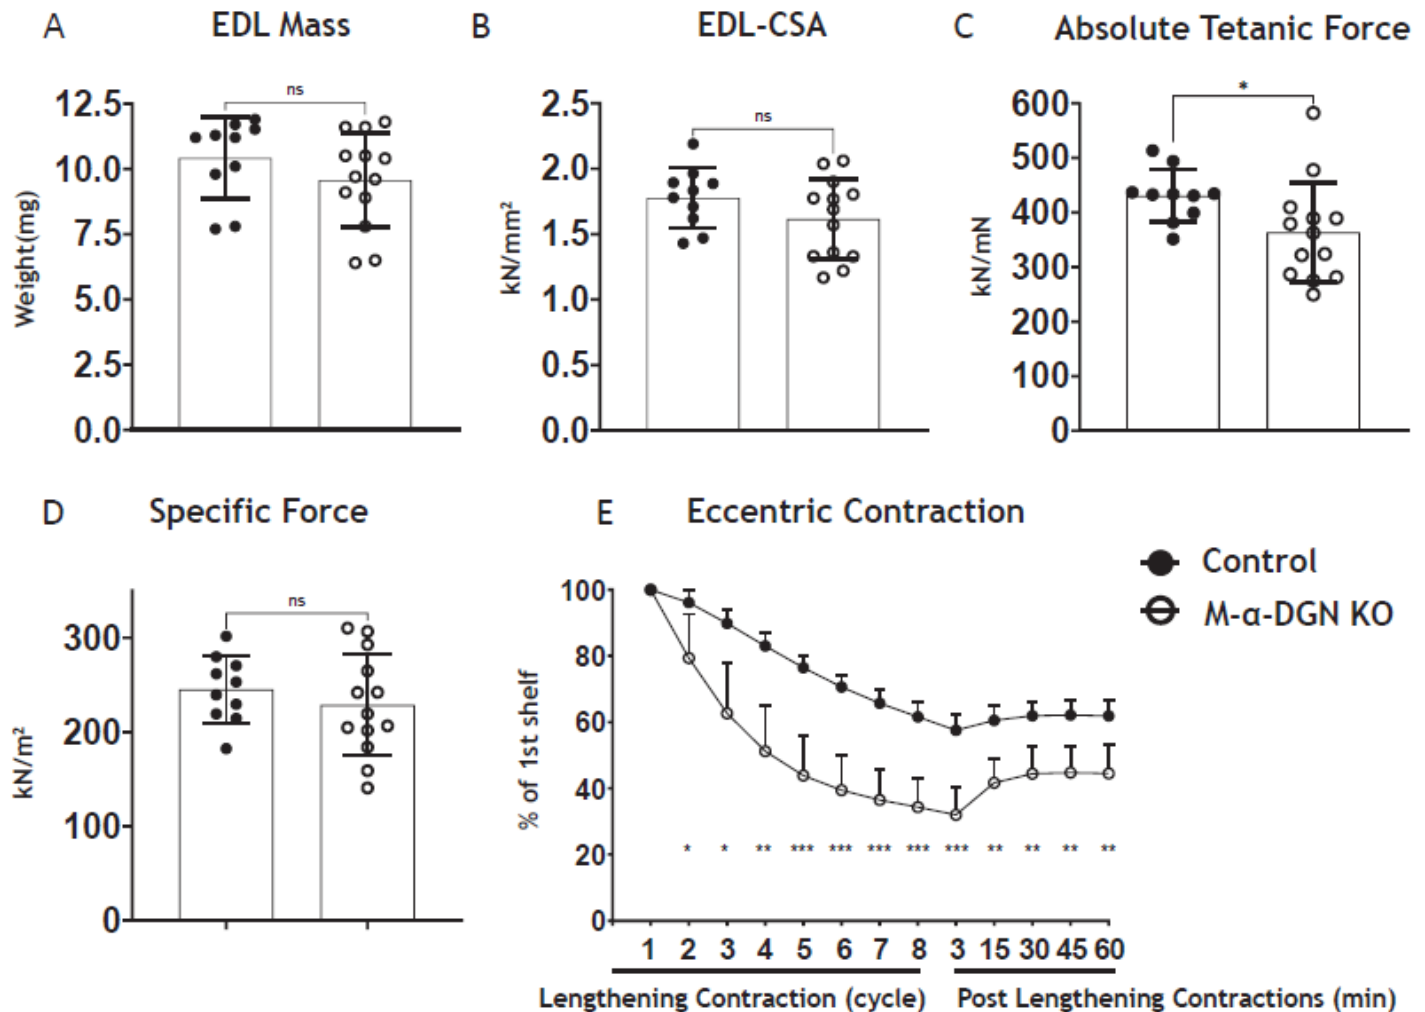 A EDL Mass
B EDL-CSA
C Absolute Tetanic Force
ns
ns
*
12.5
10.0
7.5
5.0
2.5
0.0
Weight(mg)
2.5
2.0
1.5
1.0
0.5
0.0
kN/mm²
600
500
400
300
200
100
0
kN/mN
D Specific Force
E Eccentric Contraction
ns
300
200
100
0
kN/m²
100
80
60
40
20
0
% of 1st shelf
* * ** *** *** *** *** *** ** ** ** **
1 2 3 4 5 6 7 8 3 15 30 45 60
Lengthening Contraction (cycle) Post Lengthening Contractions (min)
Control
M-α-DGN KO